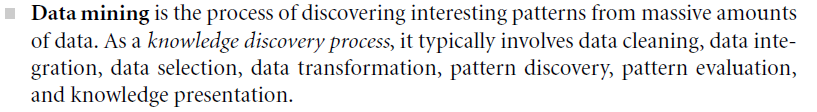 Data mining is the process of discovering interesting patterns from massive amounts
of data. As a knowledge discovery process, it typically involves data cleaning, data inte-
gration, data selection, data transformation, pattern discovery, pattern evaluation,
and knowledge presentation.